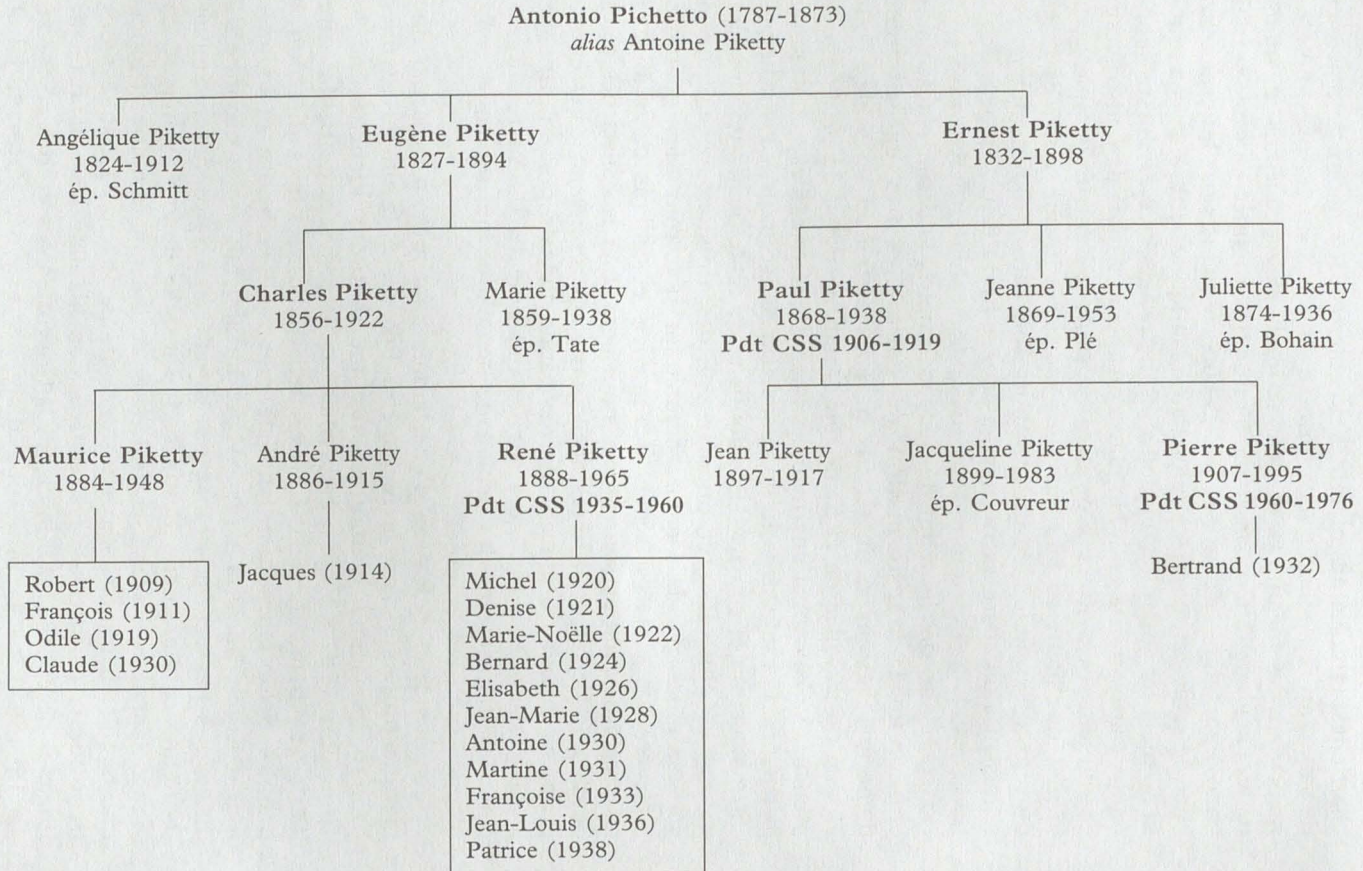 Antonio Pichetto (1787-1873)
alias Antoine Piketty
Angélique Piketty
1824-1912
ép. Schmitt
Eugène Piketty
1827-1894
Ernest Piketty
1832-1898
Charles Piketty
1856-1922
Marie Piketty
1859-1938
ép. Tate
Paul Piketty
1868-1938
Pdt CSS 1906-1919
Jeanne Piketty
1869-1953
ép. Plé
Juliette Piketty
1874-1936
ép. Bohain
Maurice Piketty
1884-1948
André Piketty
1886-1915
René Piketty
1888-1965
Pdt CSS 1935-1960
Jean Piketty
1897-1917
Jacqueline Piketty
1899-1983
ép. Couvreur
Pierre Piketty
1907-1995
Pdt CSS 1960-1976
Robert (1909)
François (1911)
Odile (1919)
Claude (1930)
Jacques (1914)
Michel (1920)
Denise (1921)
Marie-Noëlle (1922)
Bernard (1924)
Elisabeth (1926)
Jean-Marie (1928)
Antoine (1930)
Martine (1931)
Françoise (1933)
Jean-Louis (1936)
Patrice (1938)
Bertrand (1932)